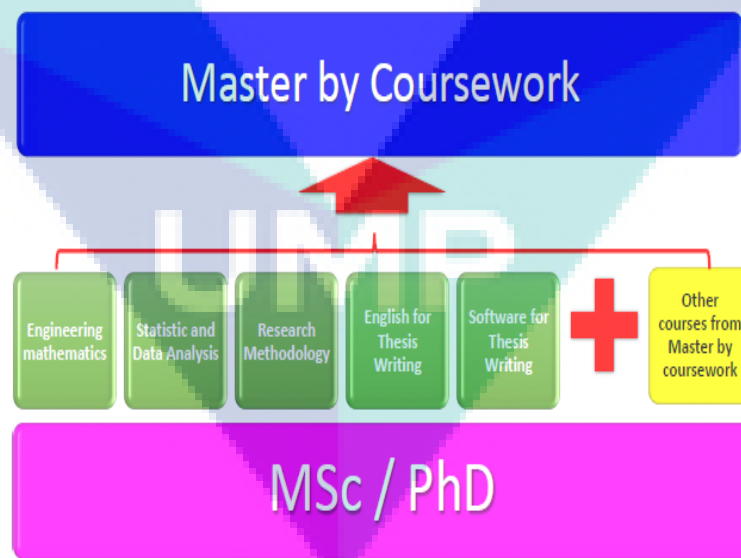 Master by Coursework
UMP
Engineering
mathematics
Statistic and
Data Analysis
Research
Methodology
English for
Thesis
Writing
Software for
Thesis
Writing
Other
courses from
Master by
coursework
MSc / PhD